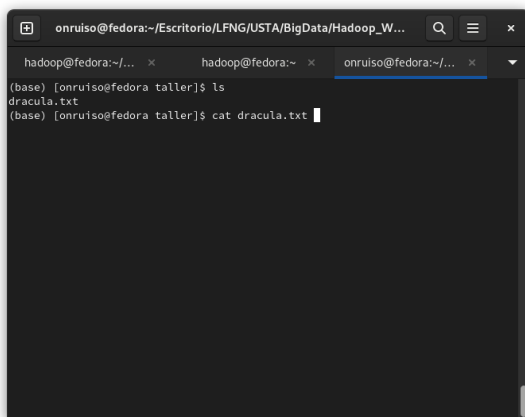 onruiso@fedora:~/Escritorio/LFNG/USTA/BigData/Hadoop_W...
hadoop@fedora:~/... × hadoop@fedora:~ × onruiso@fedora:~/... ×
(base) [onruiso@fedora taller]$ ls
dracula.txt
(base) [onruiso@fedora taller]$ cat dracula.txt